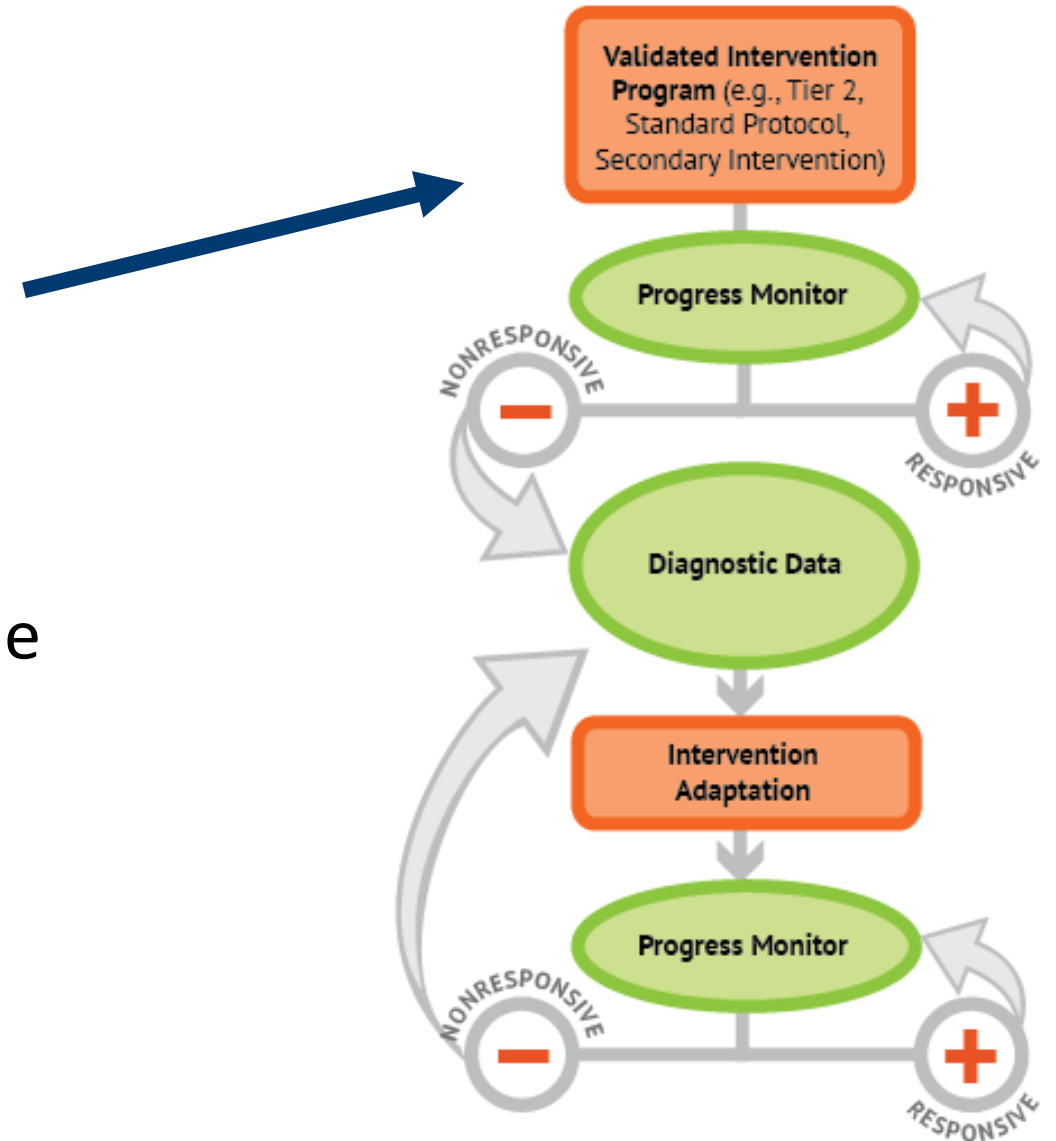 Validated Intervention
Program (e.g., Tier 2,
Standard Protocol,
Secondary Intervention)
Progress Monitor
NONRESPONSIVE
RESPONSIVE
Diagnostic Data
e
Intervention
Adaptation
Progress Monitor
NONRESPONSIVE
RESPONSIVE